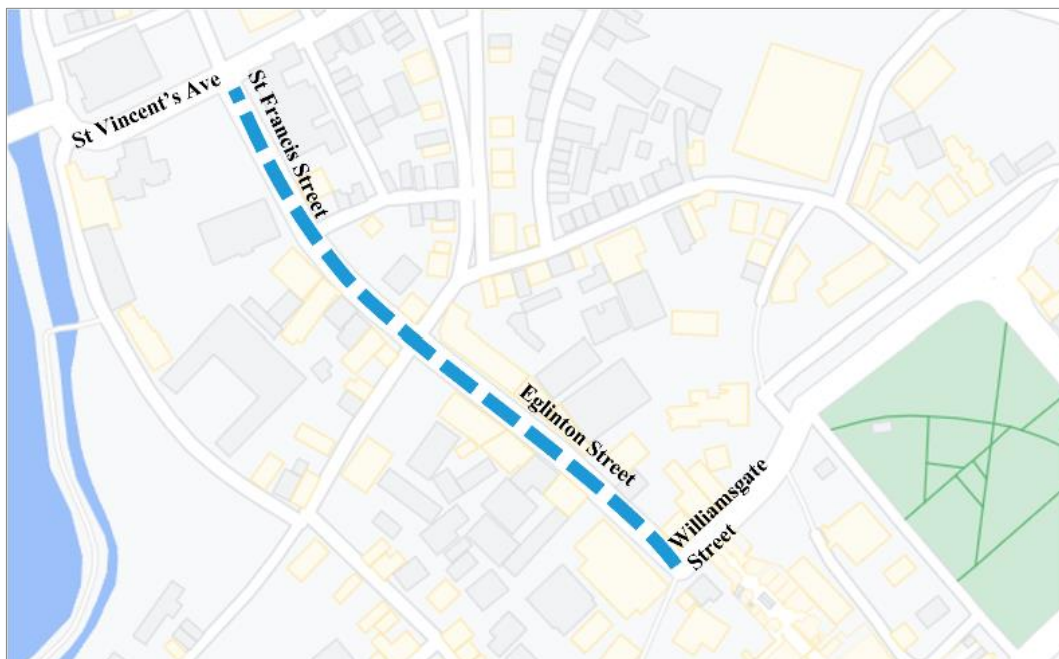 St Vincent’s Ave
St Francis Street
Eglinton Street
Williamsgate
Street